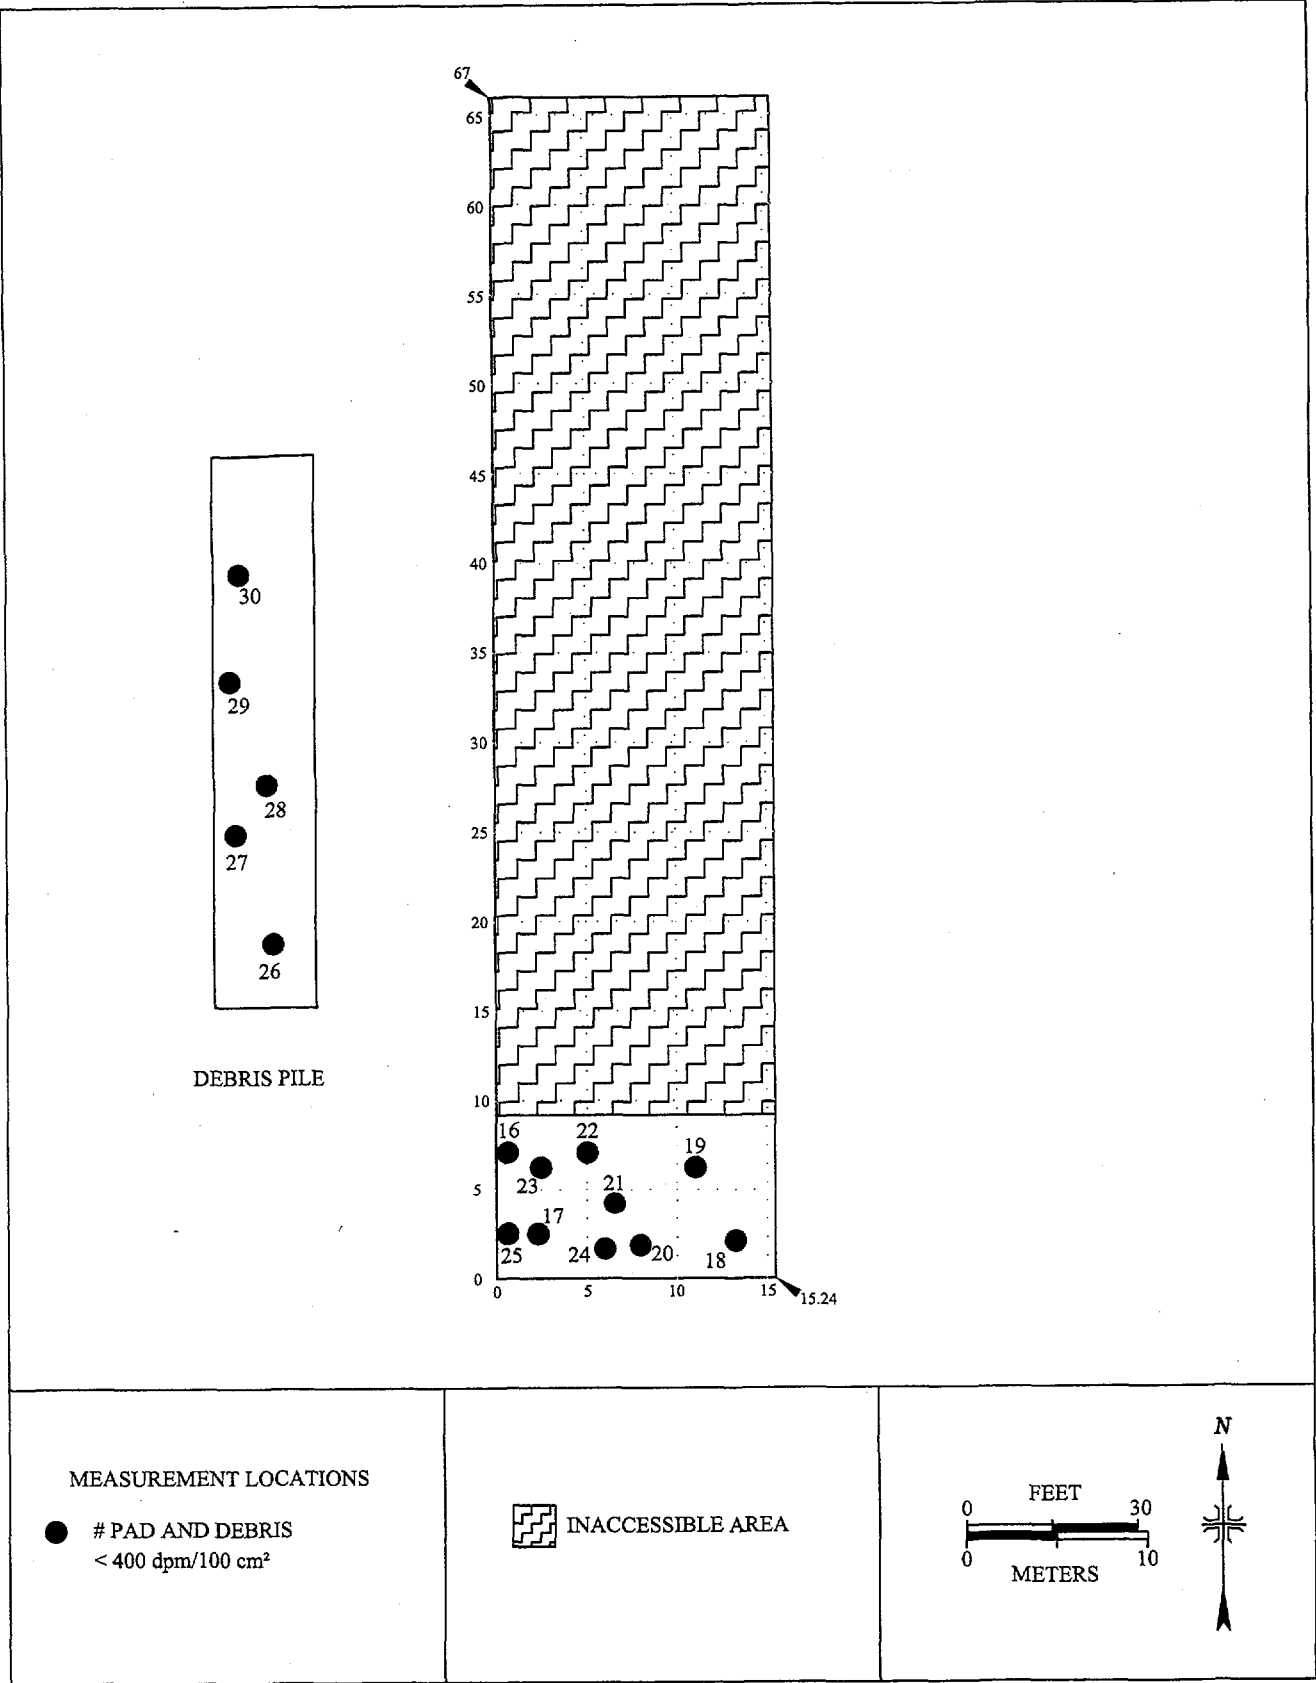 67
65
60
55
50
45
40
35
30
25
20
15
10
5
0
0 5 10 15
15.24
30
29
28
27
26
DEBRIS PILE
16 22 19
23 21
17
25 24 20 18
MEASUREMENT LOCATIONS
# PAD AND DEBRIS
< 400 dpm/100 cm²
INACCESSIBLE AREA
FEET
0 30
0 10
METERS
N